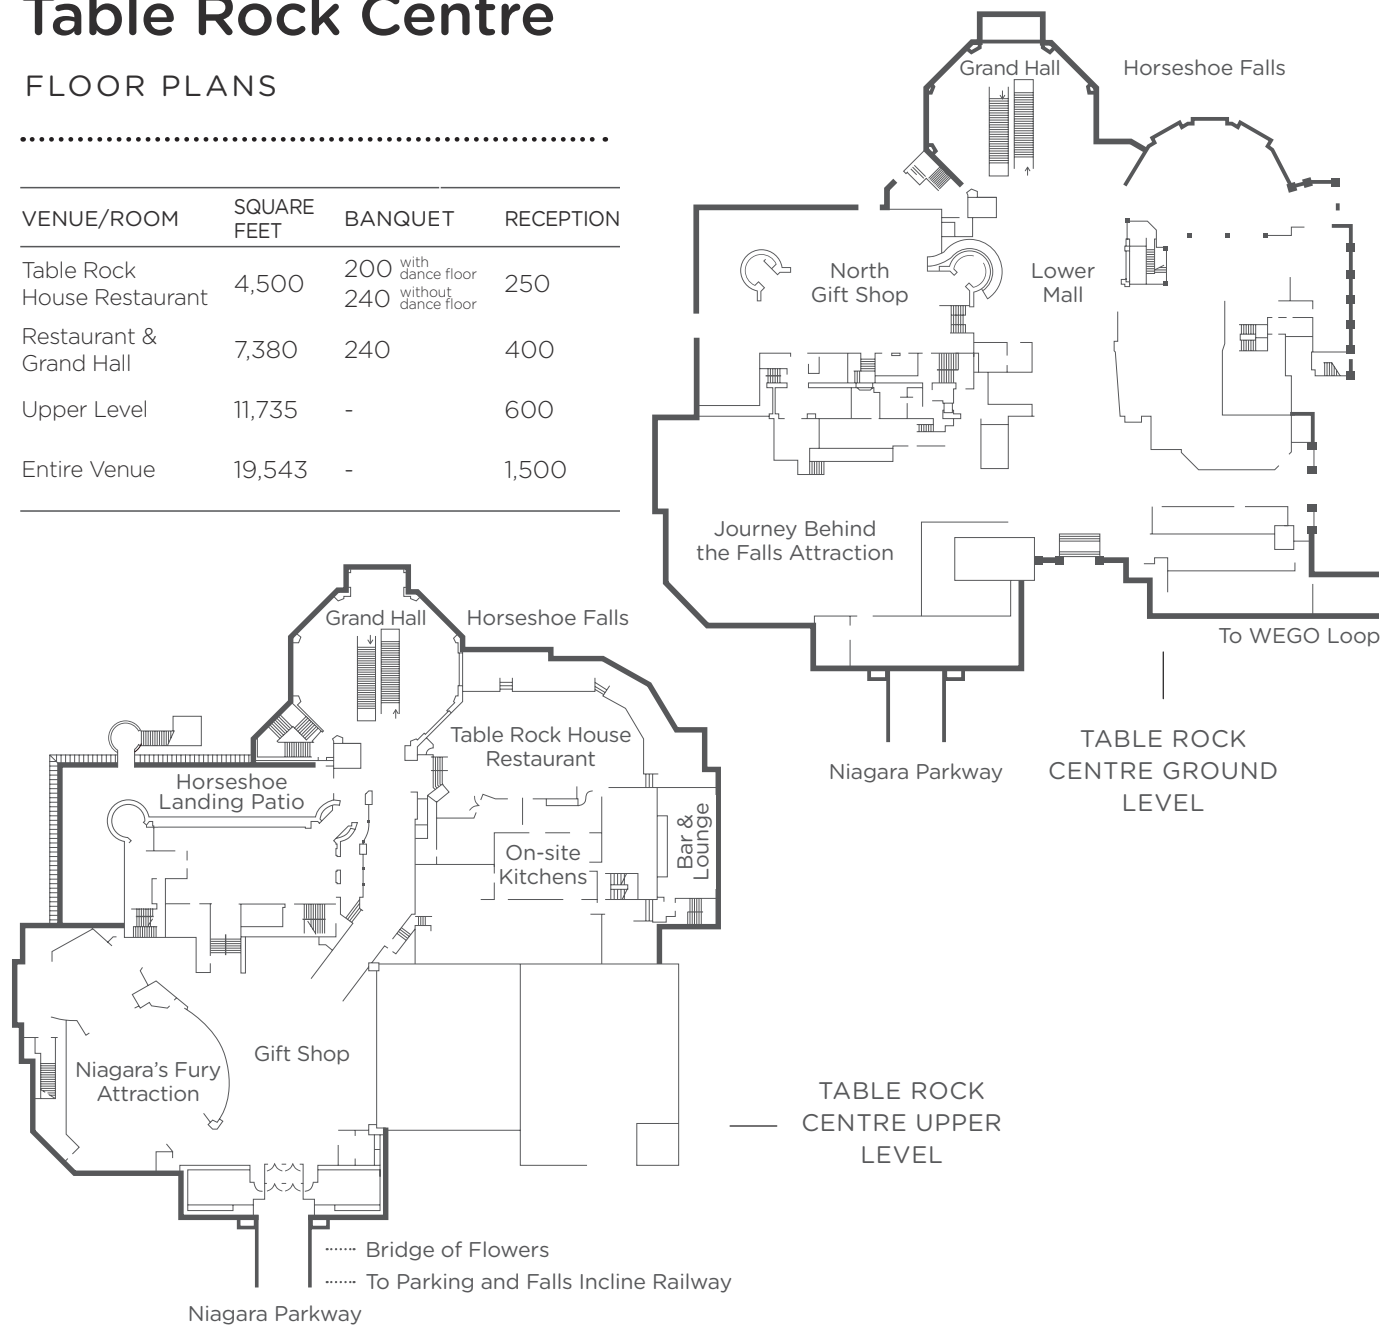 Table Rock Centre
FLOOR PLANS
VENUE/ROOM SQUARE FEET BANQUET RECEPTION
Table Rock House Restaurant 4,500 200 with dance floor 240 without dance floor 250
Restaurant & Grand Hall 7,380 240 400
Upper Level 11,735 - 600
Entire Venue 19,543 - 1,500
Grand Hall
Horseshoe Falls
North
Gift Shop
Lower
Mall
Journey Behind
the Falls Attraction
To WEGO Loop
Niagara Parkway
TABLE ROCK
CENTRE GROUND
LEVEL
Grand Hall
Horseshoe Falls
Table Rock House
Restaurant
Horseshoe
Landing Patio
Bar &
Lounge
On-site
Kitchens
Gift Shop
Niagara's Fury
Attraction
TABLE ROCK
CENTRE UPPER
LEVEL
Bridge of Flowers
To Parking and Falls Incline Railway
Niagara Parkway